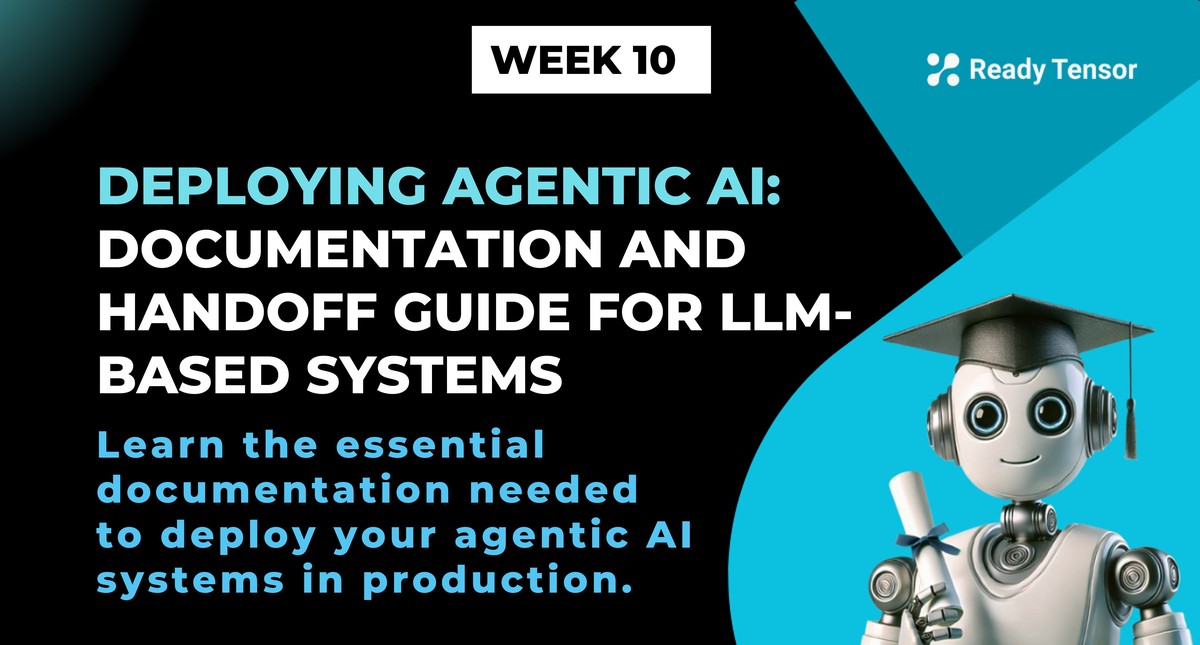 WEEK 10
Ready Tensor
DEPLOYING AGENTIC AI:
DOCUMENTATION AND
HANDOFF GUIDE FOR LLM-
BASED SYSTEMS
Learn the essential
documentation needed
to deploy your agentic AI
systems in production.